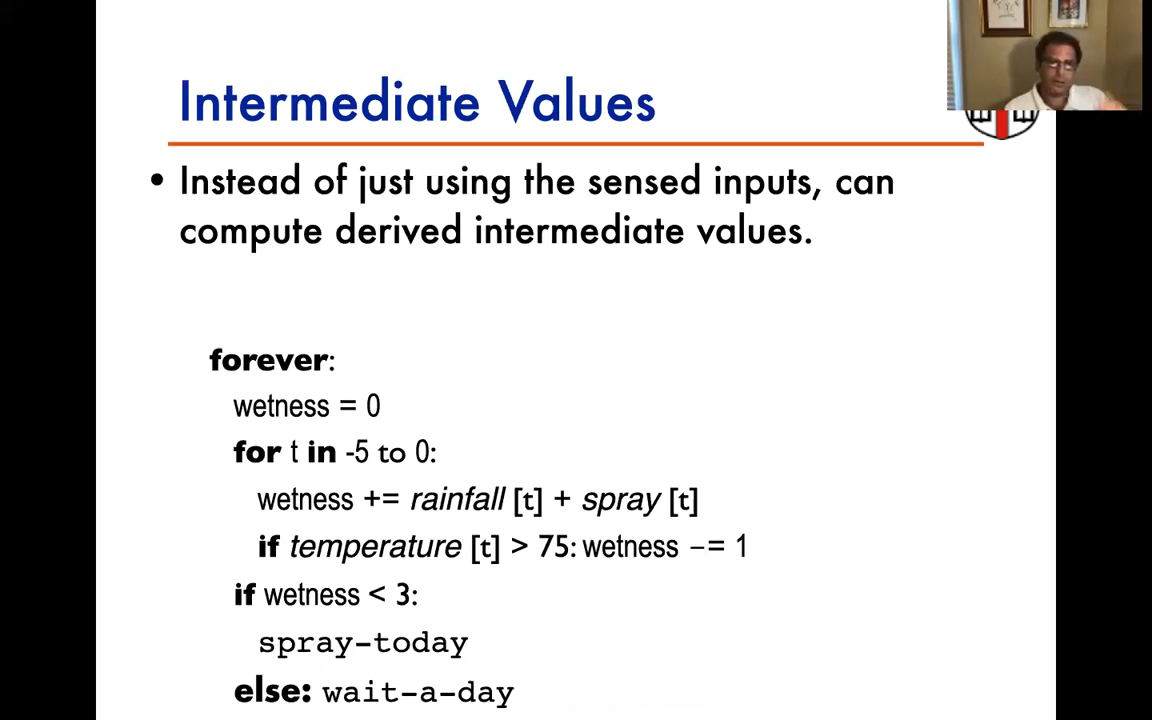 Intermediate Values
• Instead of just using the sensed inputs, can
compute derived intermediate values.
forever:
wetness = 0
for t in -5 to 0:
wetness += rainfall [t] + spray [t]
if temperature [t] > 75: wetness −= 1
if wetness < 3:
spray-today
else: wait-a-day